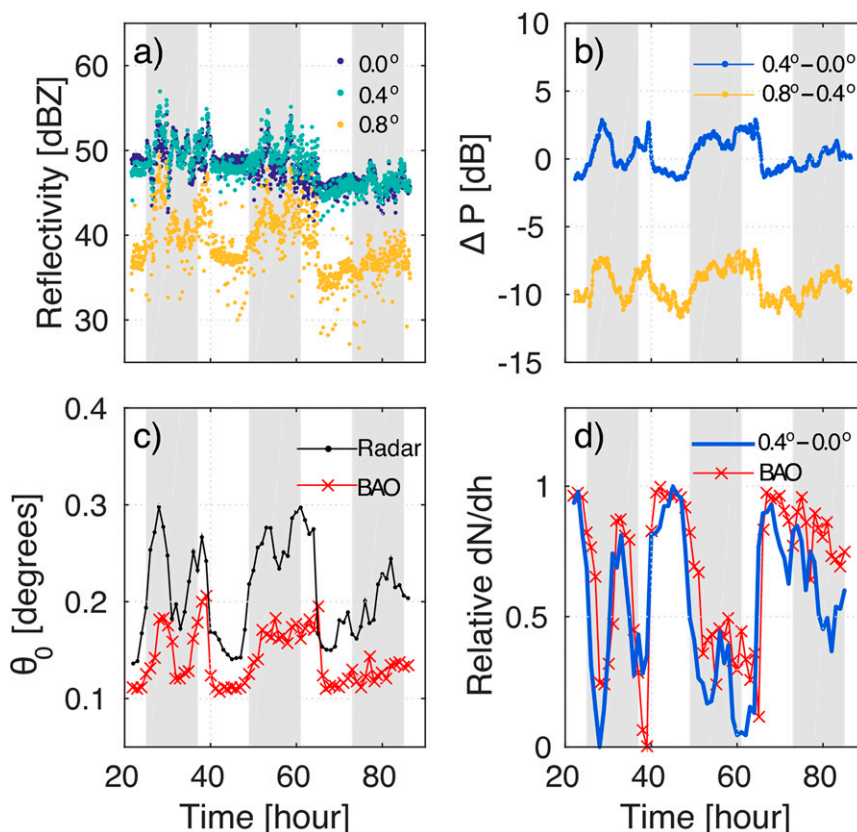 a)
0.0°
0.4°
0.8°
Reflectivity [dBZ]
60
50
40
30
b)
0.4°−0.0°
0.8°−0.4°
Δ P [dB]
10
5
0
-5
-10
-15
c)
Radar
BAO
θ0 [degrees]
0.4
0.3
0.2
0.1
20 40 60 80
Time [hour]
d)
0.4°−0.0°
BAO
Relative dN/dh
1
0.5
0
20 40 60 80
Time [hour]